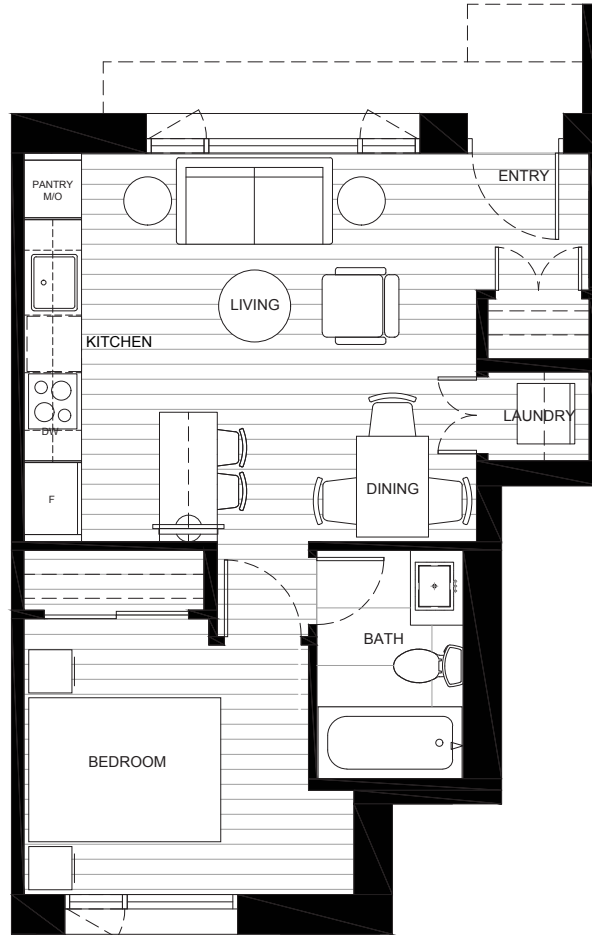 PANTRY
M/O
ENTRY
LIVING
KITCHEN
LAUNDRY
DW
DINING
F
BATH
BEDROOM